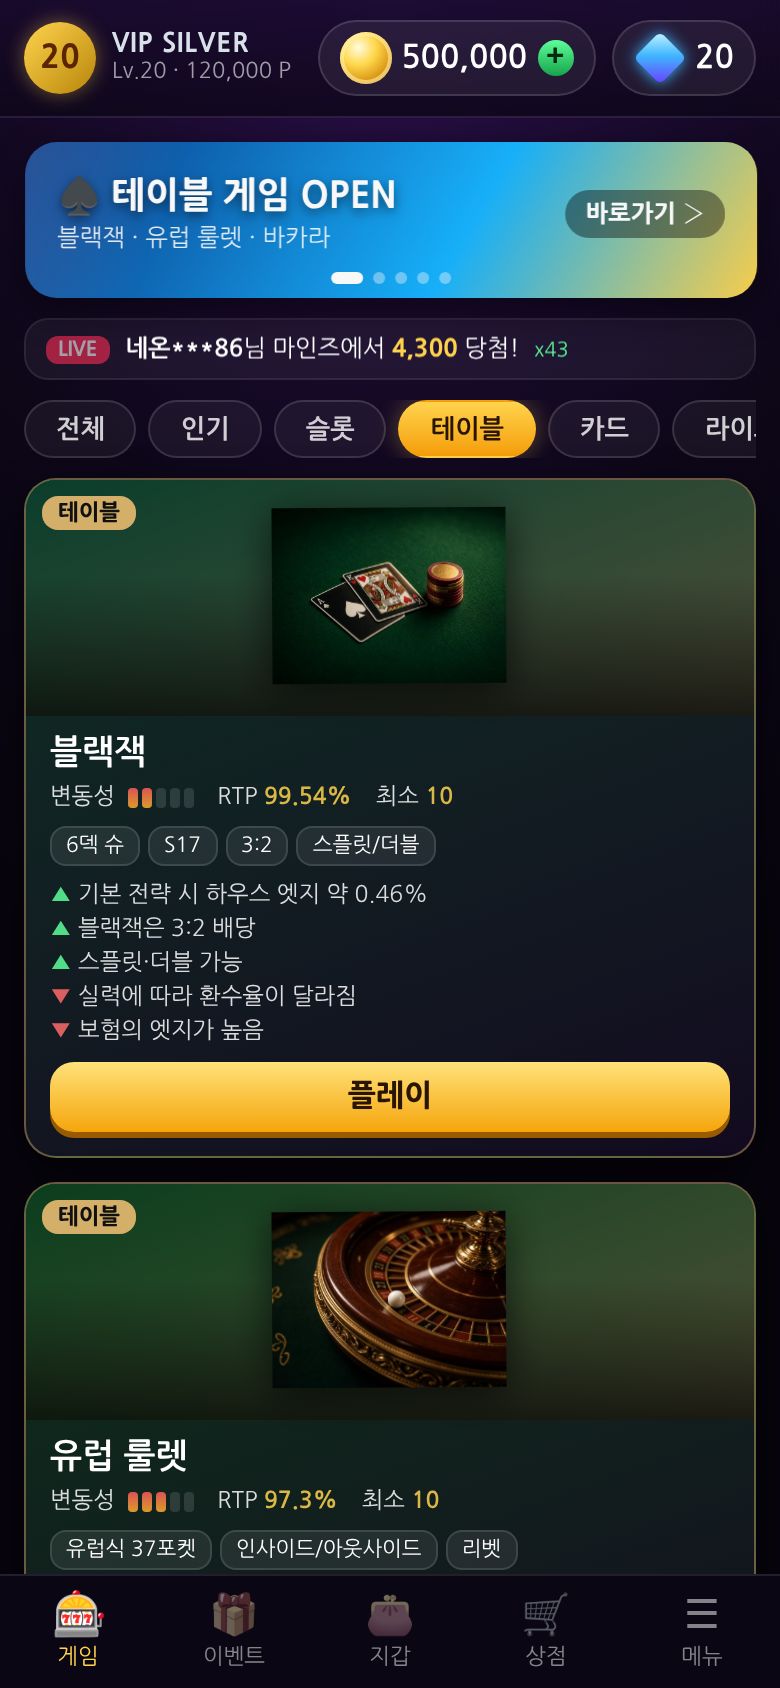 20
VIP SILVER
Lv.20 · 120,000 P
500,000 +
20
테이블 게임 OPEN
블랙잭 · 유럽 룰렛 · 바카라
바로가기 >
LIVE 네온***86님 마인즈에서 4,300 당첨! x43
전체 인기 슬롯 테이블 카드 라이
테이블
블랙잭
변동성 RTP 99.54% 최소 10
6덱 슈 S17 3:2 스플릿/더블
▲ 기본 전략 시 하우스 엣지 약 0.46%
▲ 블랙잭은 3:2 배당
▲ 스플릿·더블 가능
▼ 실력에 따라 환수율이 달라짐
▼ 보험의 엣지가 높음
플레이
테이블
유럽 룰렛
변동성 RTP 97.3% 최소 10
유럽식 37포켓 인사이드/아웃사이드 리벳
게임 이벤트 지갑 상점 메뉴